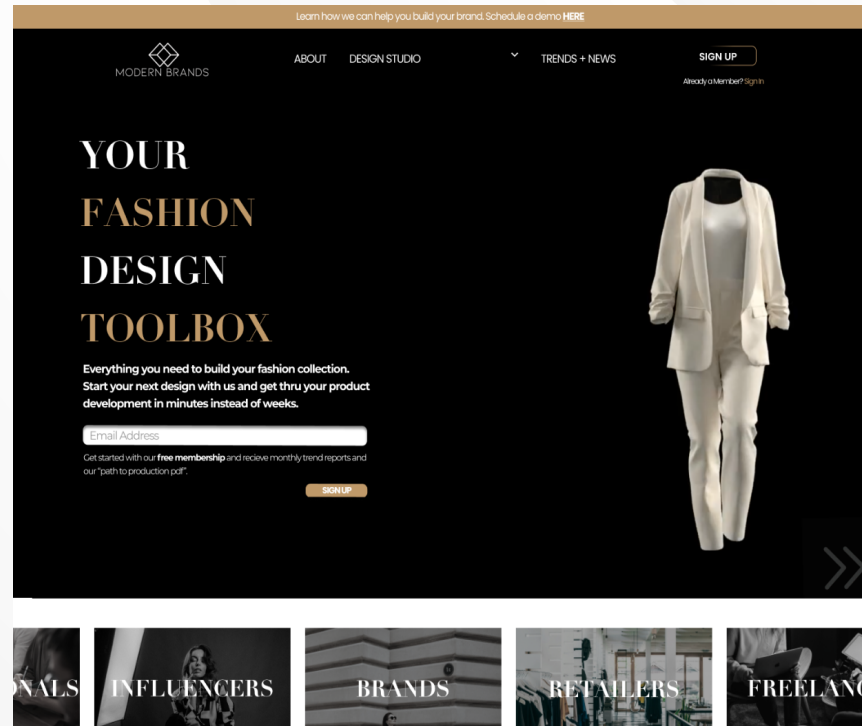 Learn how we can help you build your brand. Schedule a demo HERE
MODERN BRANDS
ABOUT
DESIGN STUDIO
TRENDS + NEWS
SIGN UP
Already a Member? Sign In
YOUR
FASHION
DESIGN
TOOLBOX
Everything you need to build your fashion collection.
Start your next design with us and get thru your product
development in minutes instead of weeks.
Email Address
Get started with our free membership and recieve monthly trend reports and
our "path to production pdf".
SIGN UP
ONALS
INFLUENCERS
BRANDS
RETAILERS
FREELANC